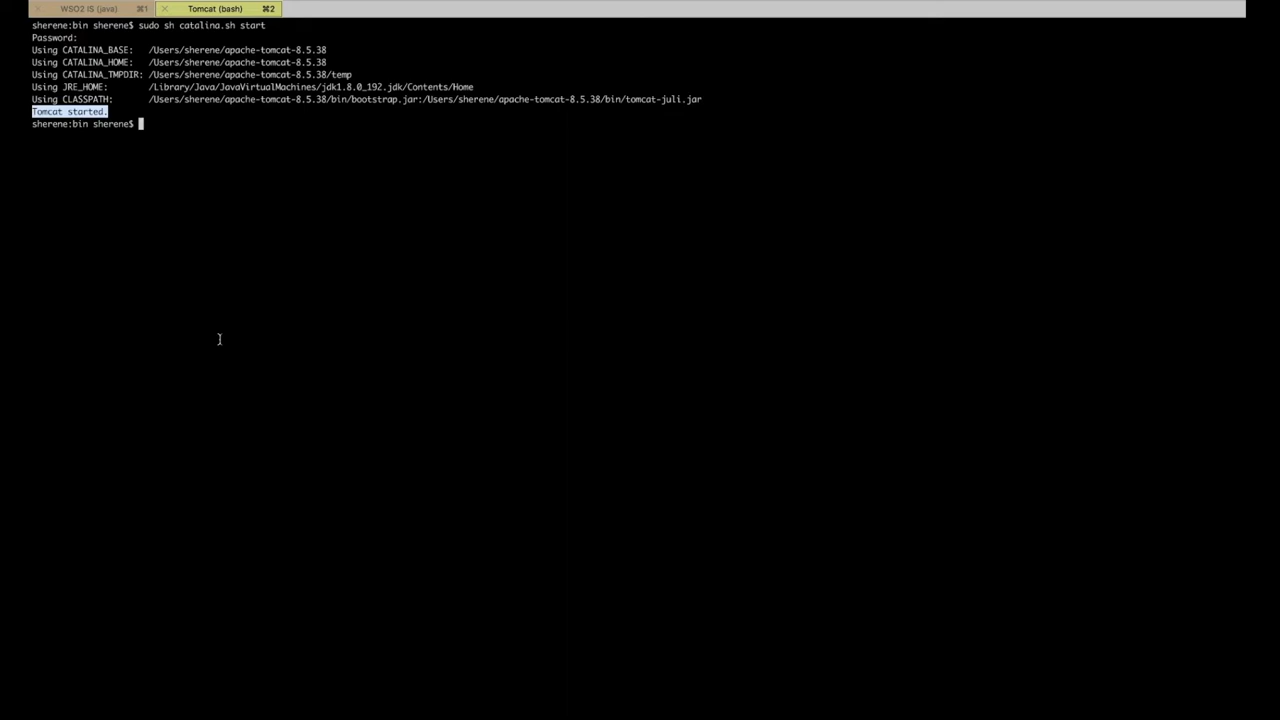 WSO2 IS (java) ⌘1 Tomcat (bash) ⌘2
sherene:bin sherene$ sudo sh catalina.sh start
Password:
Using CATALINA_BASE:   /Users/sherene/apache-tomcat-8.5.38
Using CATALINA_HOME:   /Users/sherene/apache-tomcat-8.5.38
Using CATALINA_TMPDIR: /Users/sherene/apache-tomcat-8.5.38/temp
Using JRE_HOME:        /Library/Java/JavaVirtualMachines/jdk1.8.0_192.jdk/Contents/Home
Using CLASSPATH:       /Users/sherene/apache-tomcat-8.5.38/bin/bootstrap.jar:/Users/sherene/apache-tomcat-8.5.38/bin/tomcat-juli.jar
Tomcat started.
sherene:bin sherene$